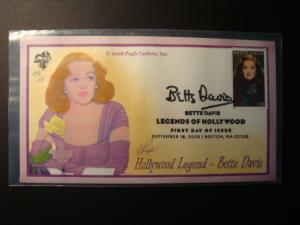 © 2008 Pugh Cachets, Inc.
Bette Davis
BETTE DAVIS
LEGENDS OF HOLLYWOOD
FIRST DAY OF ISSUE
SEPTEMBER 18, 2008 | BOSTON, MA 02205
Pugh
Hollywood Legend - Bette Davis